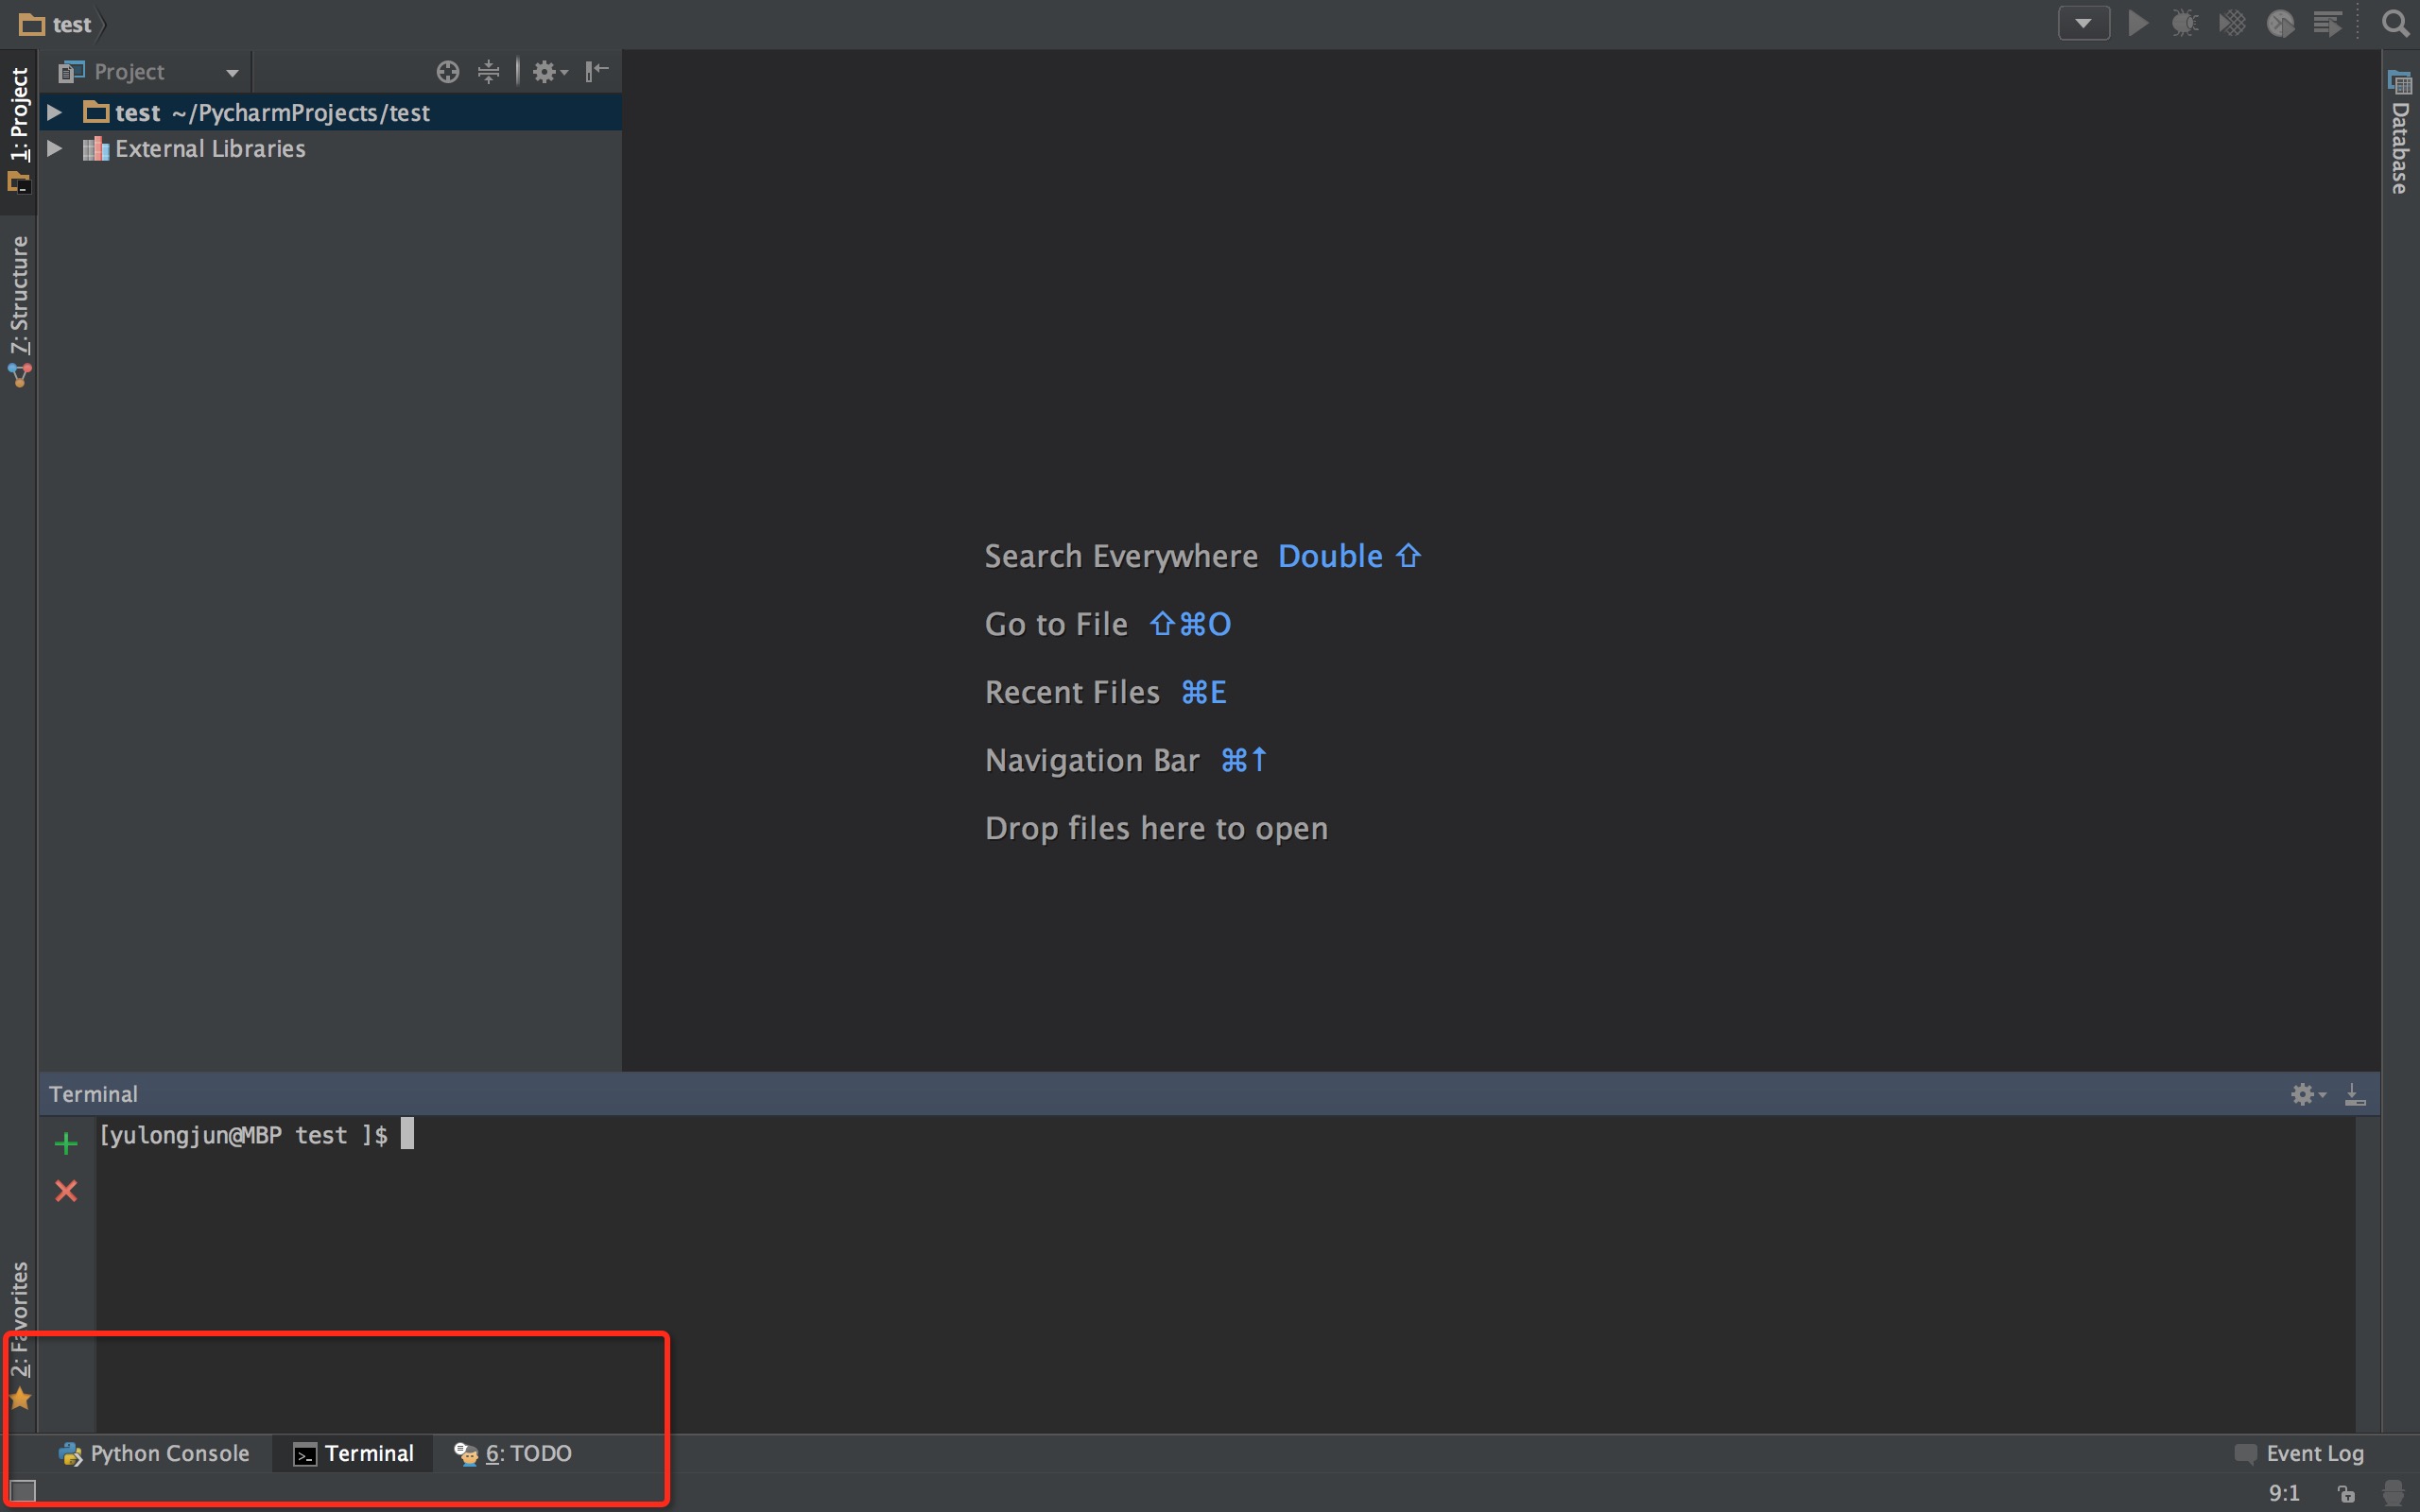 test
Project
1: Project
test ~/PycharmProjects/test
External Libraries
7: Structure
Database
Search Everywhere Double ⇧
Go to File ⇧⌘O
Recent Files ⌘E
Navigation Bar ⌘↑
Drop files here to open
Terminal
[yulongjun@MBP test ]$
2: Favorites
Python Console
Terminal
6: TODO
Event Log
9:1